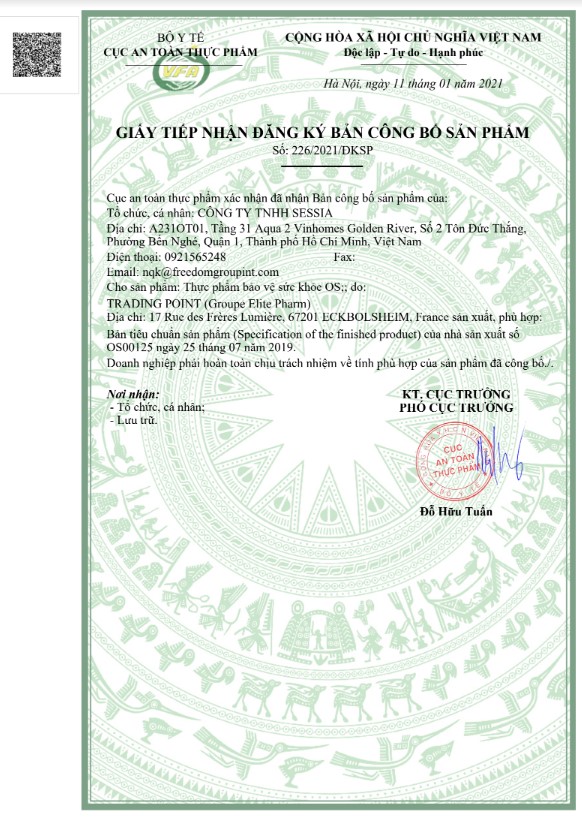 BỘ Y TẾ
CỤC AN TOÀN THỰC PHẨM
VFA
CỘNG HÒA XÃ HỘI CHỦ NGHĨA VIỆT NAM
Độc lập - Tự do - Hạnh phúc
Hà Nội, ngày 11 tháng 01 năm 2021
GIẤY TIẾP NHẬN ĐĂNG KÝ BẢN CÔNG BỐ SẢN PHẨM
Số: 226/2021/ĐKSP
Cục an toàn thực phẩm xác nhận đã nhận Bản công bố sản phẩm của:
Tổ chức, cá nhân: CÔNG TY TNHH SESSIA
Địa chỉ: A231OT01, Tầng 31 Aqua 2 Vinhomes Golden River, Số 2 Tôn Đức Thắng,
Phường Bến Nghé, Quận 1, Thành phố Hồ Chí Minh, Việt Nam
Điện thoại: 0921565248 Fax:
Email: nqk@freedomgroupint.com
Cho sản phẩm: Thực phẩm bảo vệ sức khỏe OS;; do:
TRADING POINT (Groupe Elite Pharm)
Địa chỉ: 17 Rue des Frères Lumière, 67201 ECKBOLSHEIM, France sản xuất, phù hợp:
Bản tiêu chuẩn sản phẩm (Specification of the finished product) của nhà sản xuất số
OS00125 ngày 25 tháng 07 năm 2019.
Doanh nghiệp phải hoàn toàn chịu trách nhiệm về tính phù hợp của sản phẩm đã công bố./.
Nơi nhận:
- Tổ chức, cá nhân;
- Lưu trữ.
KT. CỤC TRƯỞNG
PHÓ CỤC TRƯỞNG
CỤC
AN TOÀN
THỰC PHẨM
BỘ Y TẾ
Đỗ Hữu Tuấn